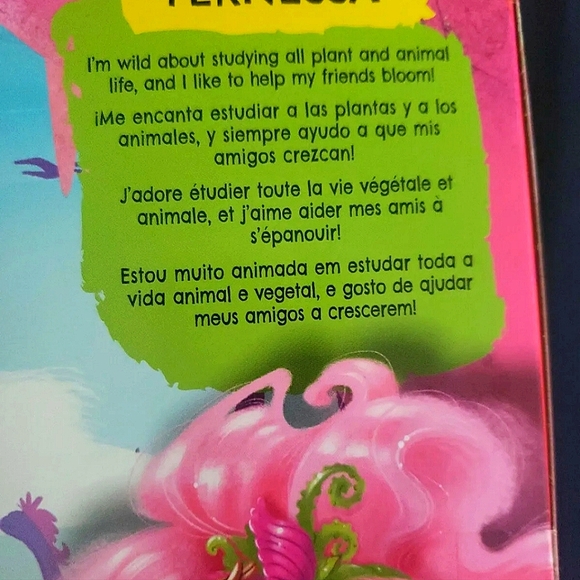 FERNESSA
I'm wild about studying all plant and animal
life, and I like to help my friends bloom!
¡Me encanta estudiar a las plantas y a los
animales, y siempre ayudo a que mis
amigos crezcan!
J'adore étudier toute la vie végétale et
animale, et j'aime aider mes amis à
s'épanouir!
Estou muito animada em estudar toda a
vida animal e vegetal, e gosto de ajudar
meus amigos a crescerem!